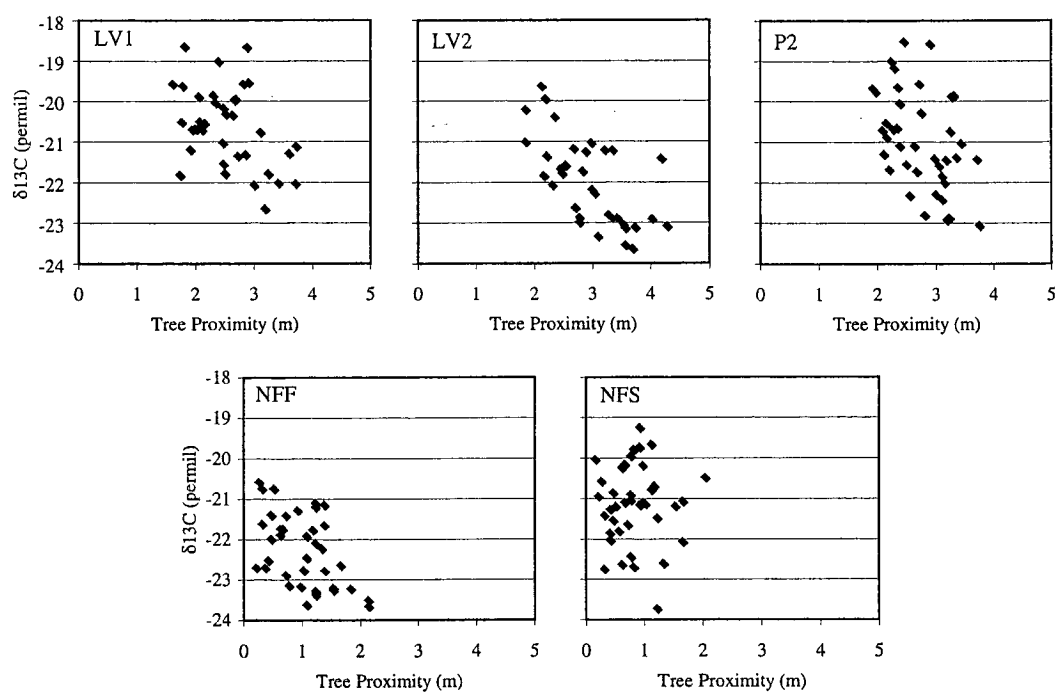 LV1
LV2
P2
δ13C (permil)
-18
-19
-20
-21
-22
-23
-24
0 1 2 3 4 5
0 1 2 3 4 5
0 1 2 3 4 5
Tree Proximity (m)
Tree Proximity (m)
Tree Proximity (m)
NFF
NFS
δ13C (permil)
-18
-19
-20
-21
-22
-23
-24
0 1 2 3 4 5
0 1 2 3 4 5
Tree Proximity (m)
Tree Proximity (m)